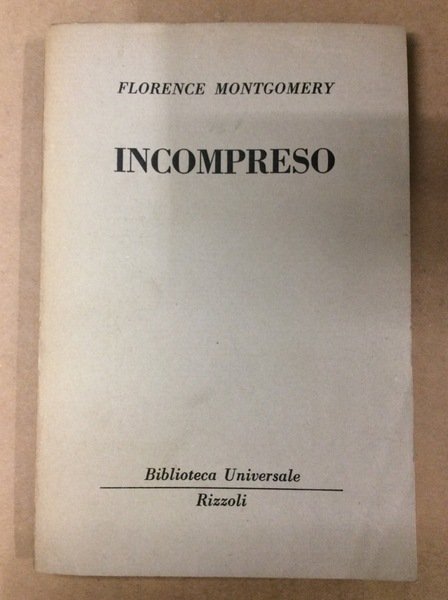 FLORENCE MONTGOMERY
INCOMPRESO
Biblioteca Universale
Rizzoli